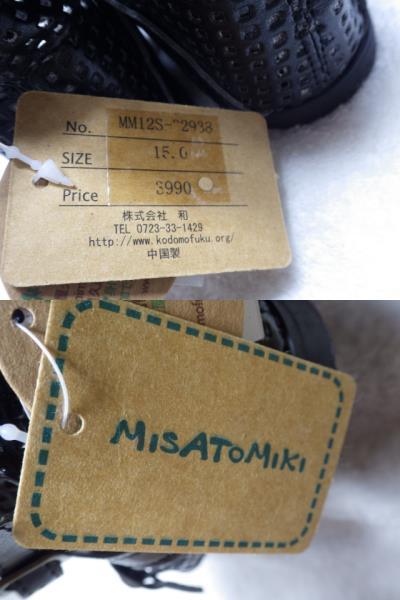 No. MM12S-
SIZE 15.0
Price 3990
株式会社 和
TEL 0723-33-1429
http://www.kodomofuku.org/
中国製
MISATOMIKI